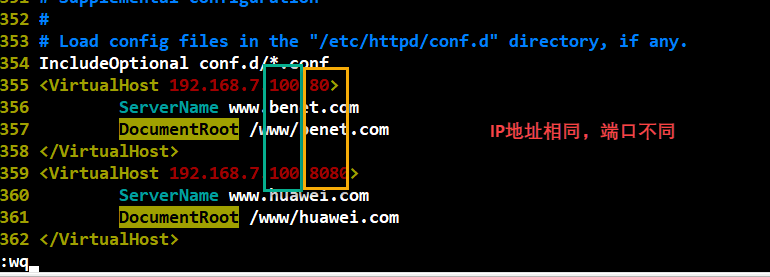 351 # Supplemental configuration
352 #
353 # Load config files in the "/etc/httpd/conf.d" directory, if any.
354 IncludeOptional conf.d/*.conf
355 <VirtualHost 192.168.7.100:80>
356 ServerName www.benet.com
357 DocumentRoot /www/benet.com
IP地址相同，端口不同
358 </VirtualHost>
359 <VirtualHost 192.168.7.100:8080>
360 ServerName www.huawei.com
361 DocumentRoot /www/huawei.com
362 </VirtualHost>
:wq